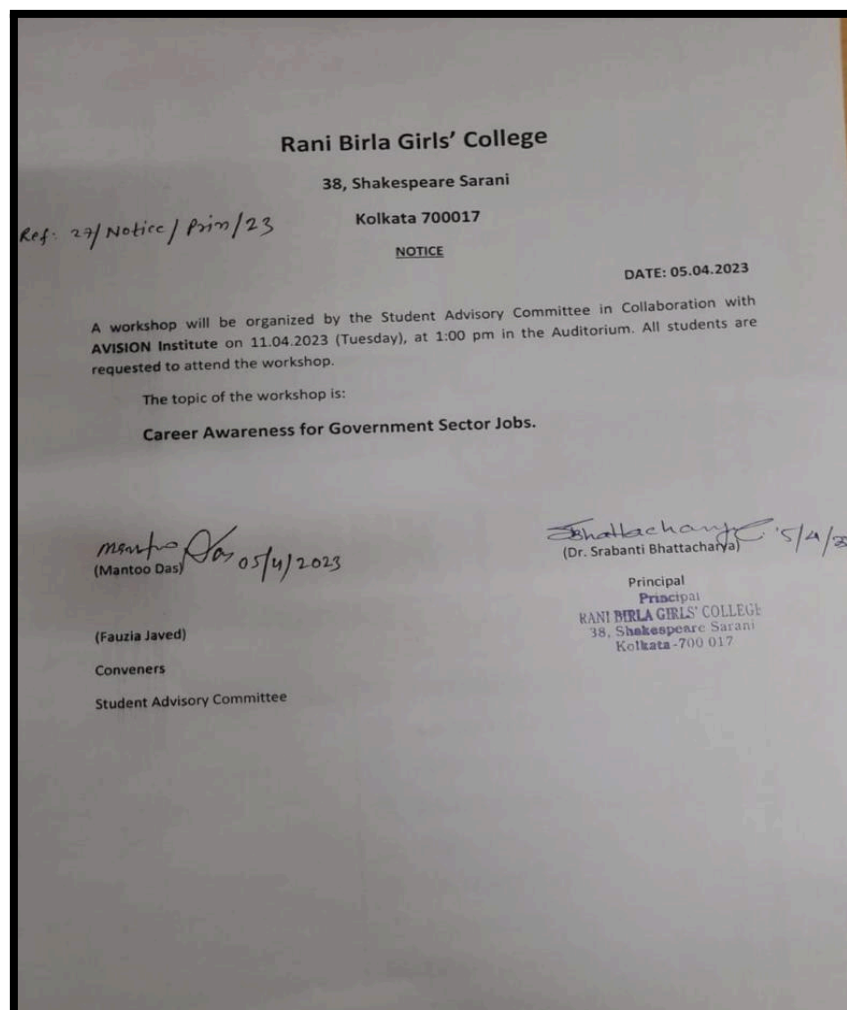 Rani Birla Girls' College
38, Shakespeare Sarani
Ref: 27/Notice/Prin/23
Kolkata 700017
NOTICE
DATE: 05.04.2023
A workshop will be organized by the Student Advisory Committee in Collaboration with
AVISION Institute on 11.04.2023 (Tuesday), at 1:00 pm in the Auditorium. All students are
requested to attend the workshop.
The topic of the workshop is:
Career Awareness for Government Sector Jobs.
Mantoo Das 05/4/2023
(Mantoo Das)
SBhattacharya 5/4/
(Dr. Srabanti Bhattacharya)
Principal
Principal
RANI BIRLA GIRLS' COLLEGE
38, Shakespeare Sarani
Kolkata-700 017
(Fauzia Javed)
Conveners
Student Advisory Committee